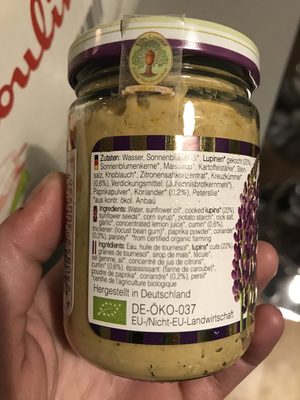 Zutaten: Wasser, Sonnenblumenöl*, Lupinen* gekocht (22%),
Sonnenblumenkerne*, Maissirup*, Kartoffelstärke*, Stein-
salz, Knoblauch*, Zitronensaftkonzentrat*, Kreuzkümmel*
(0,6%), Verdickungsmittel: (Johannisbrotkernmehl*),
Paprikapulver*, Koriander* (0,2%), Petersilie*
*aus kontr. ökol. Anbau
Ingredients: Water, sunflower oil*, cooked lupins* (22%),
sunflower seeds*, corn syrup*, potato starch*, rock salt,
garlic*, concentrated lemon juice*, cumin* (0,6%),
thickener: (locust bean gum*), paprika powder*, coriander*
(0,2%), parsley* *from certified organic farming
Ingrédients: Eau, huile de tournesol*, lupins* cuits (22%),
graines de tournesol*, sirop de maïs*, fécule*,
sel gemme, ail*, concentré de jus de citrons*,
cumin* (0,6%), épaississant: (farine de caroube*),
poudre de paprika*, coriandre* (0,2%), persil*
*certifié de l'agriculture biologique
Hergestellt in Deutschland
DE-ÖKO-037
EU-/Nicht-EU-Landwirtschaft